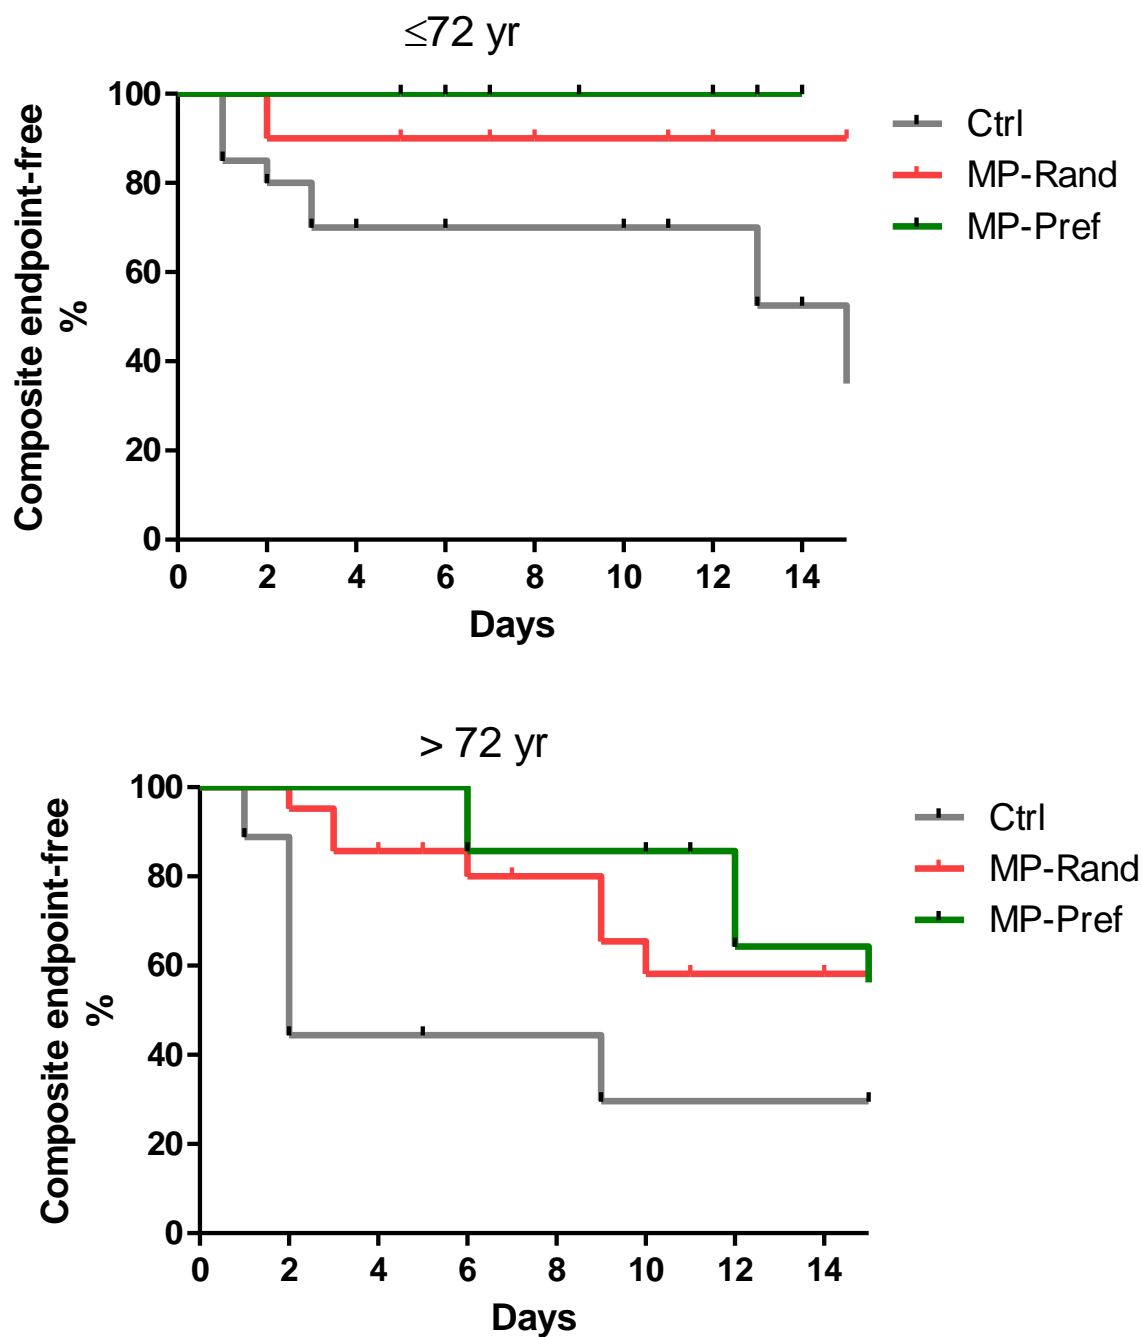 ≤72 yr
Composite endpoint-free
%
100
80
60
40
20
0
0 2 4 6 8 10 12 14
Days
Ctrl
MP-Rand
MP-Pref
> 72 yr
Composite endpoint-free
%
100
80
60
40
20
0
0 2 4 6 8 10 12 14
Days
Ctrl
MP-Rand
MP-Pref